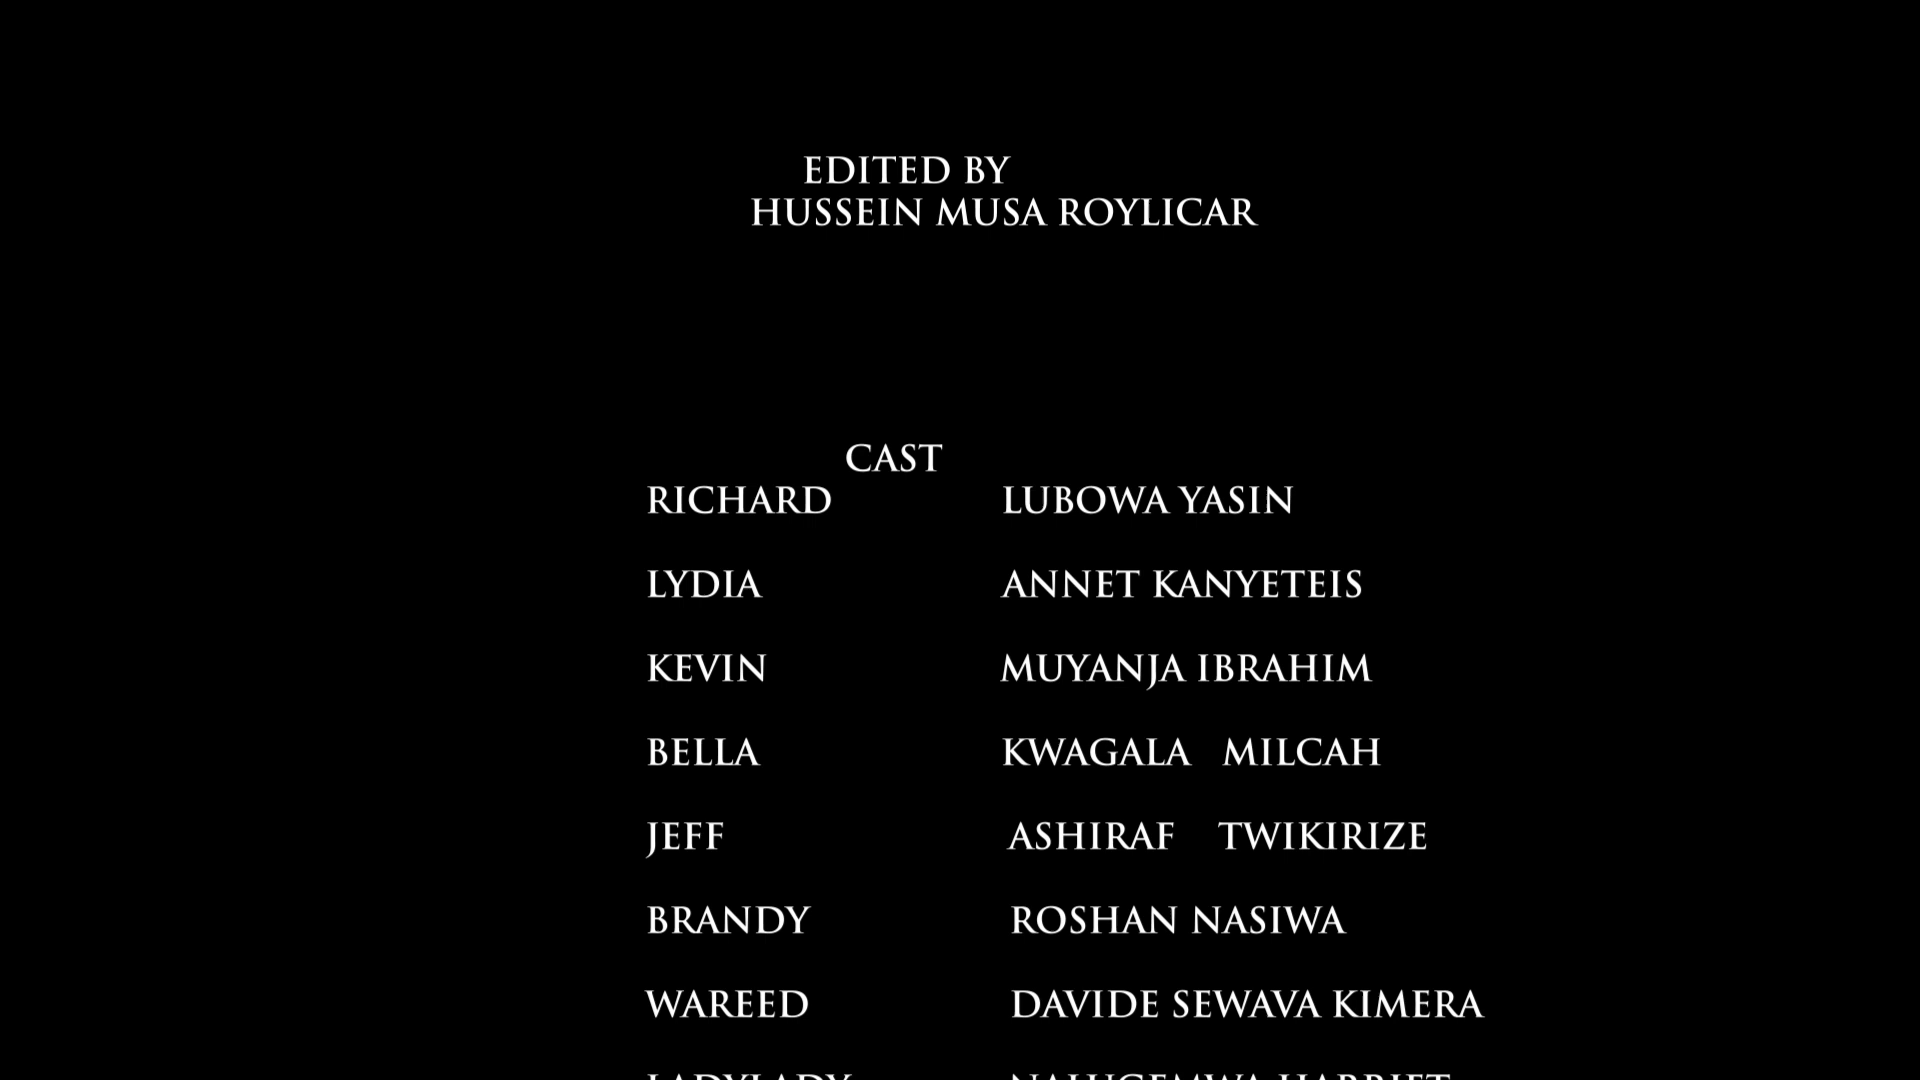 EDITED BY
HUSSEIN MUSA ROYLICAR
CAST
RICHARD LUBOWA YASIN
LYDIA ANNET KANYETEIS
KEVIN MUYANJA IBRAHIM
BELLA KWAGALA MILCAH
JEFF ASHIRAF TWIKIRIZE
BRANDY ROSHAN NASIWA
WAREED DAVIDE SEWAVA KIMERA